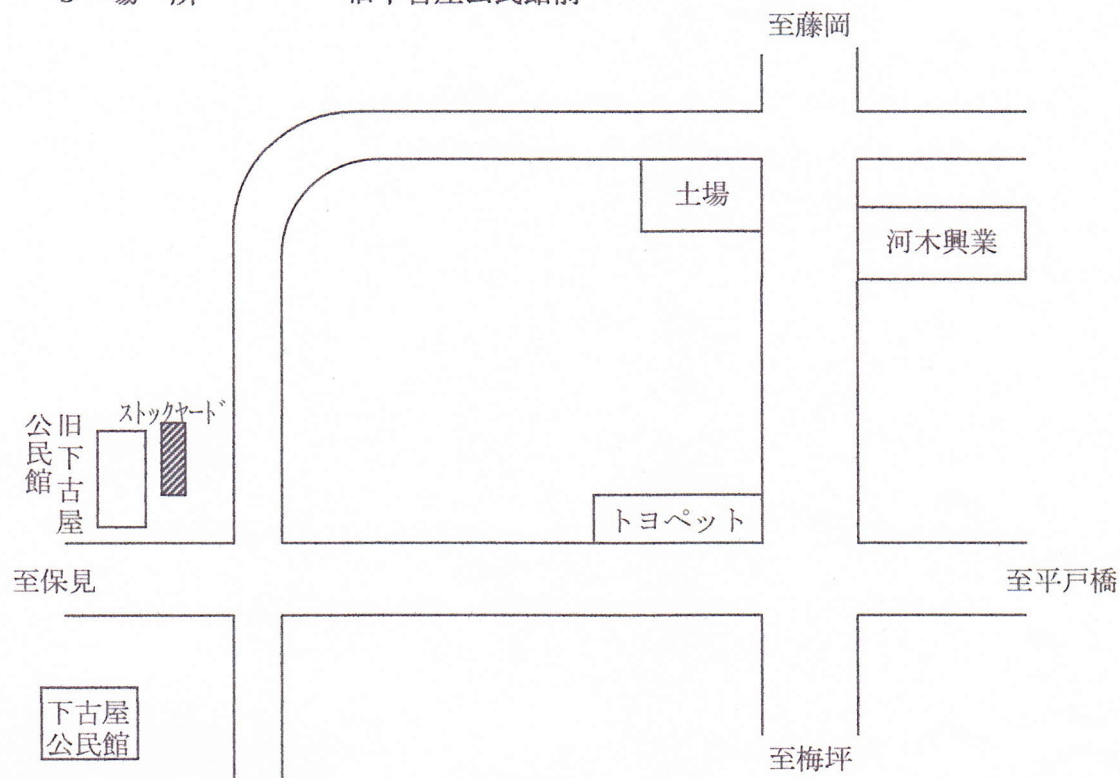 至藤岡
土場
河木興業
ストックヤード
旧下古屋
公民館
トヨペット
至保見
至平戸橋
下古屋
公民館
至梅坪